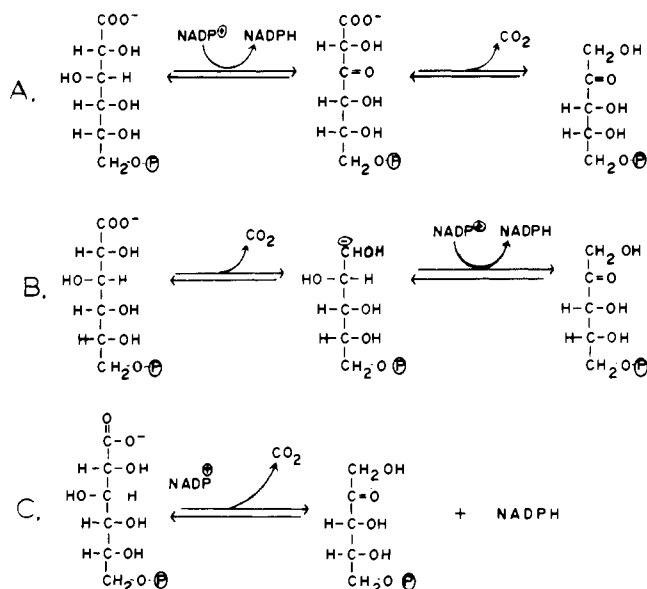 A.
COO⁻
H–C–OH
HO–C–H
H–C–OH
H–C–OH
CH₂O–Ⓟ
NADP⊕ NADPH
COO⁻
H–C–OH
C=O
H–C–OH
H–C–OH
CH₂O–Ⓟ
CO₂
CH₂OH
C=O
H–C–OH
H–C–OH
CH₂O–Ⓟ
B.
COO⁻
H–C–OH
HO–C–H
H–C–OH
H–C–OH
CH₂O–Ⓟ
CO₂
⊖
CHOH
HO–C–H
H–C–OH
H–C–OH
CH₂O–Ⓟ
NADP⊕ NADPH
CH₂OH
C=O
H–C–OH
H–C–OH
CH₂O–Ⓟ
C.
O
C–O⁻
H–C–OH
HO C H
H–C–OH
H–C–OH
CH₂O–Ⓟ
NADP⊕
CO₂
CH₂OH
C=O
H–C–OH
H–C–OH
CH₂O Ⓟ
+ NADPH